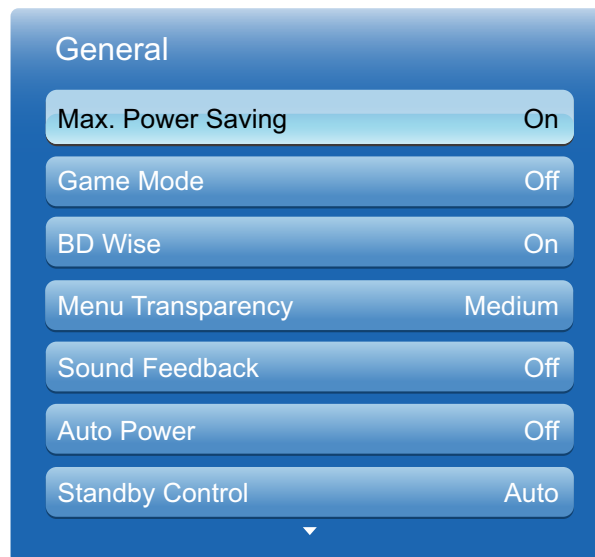 General
Max. Power Saving On
Game Mode Off
BD Wise On
Menu Transparency Medium
Sound Feedback Off
Auto Power Off
Standby Control Auto